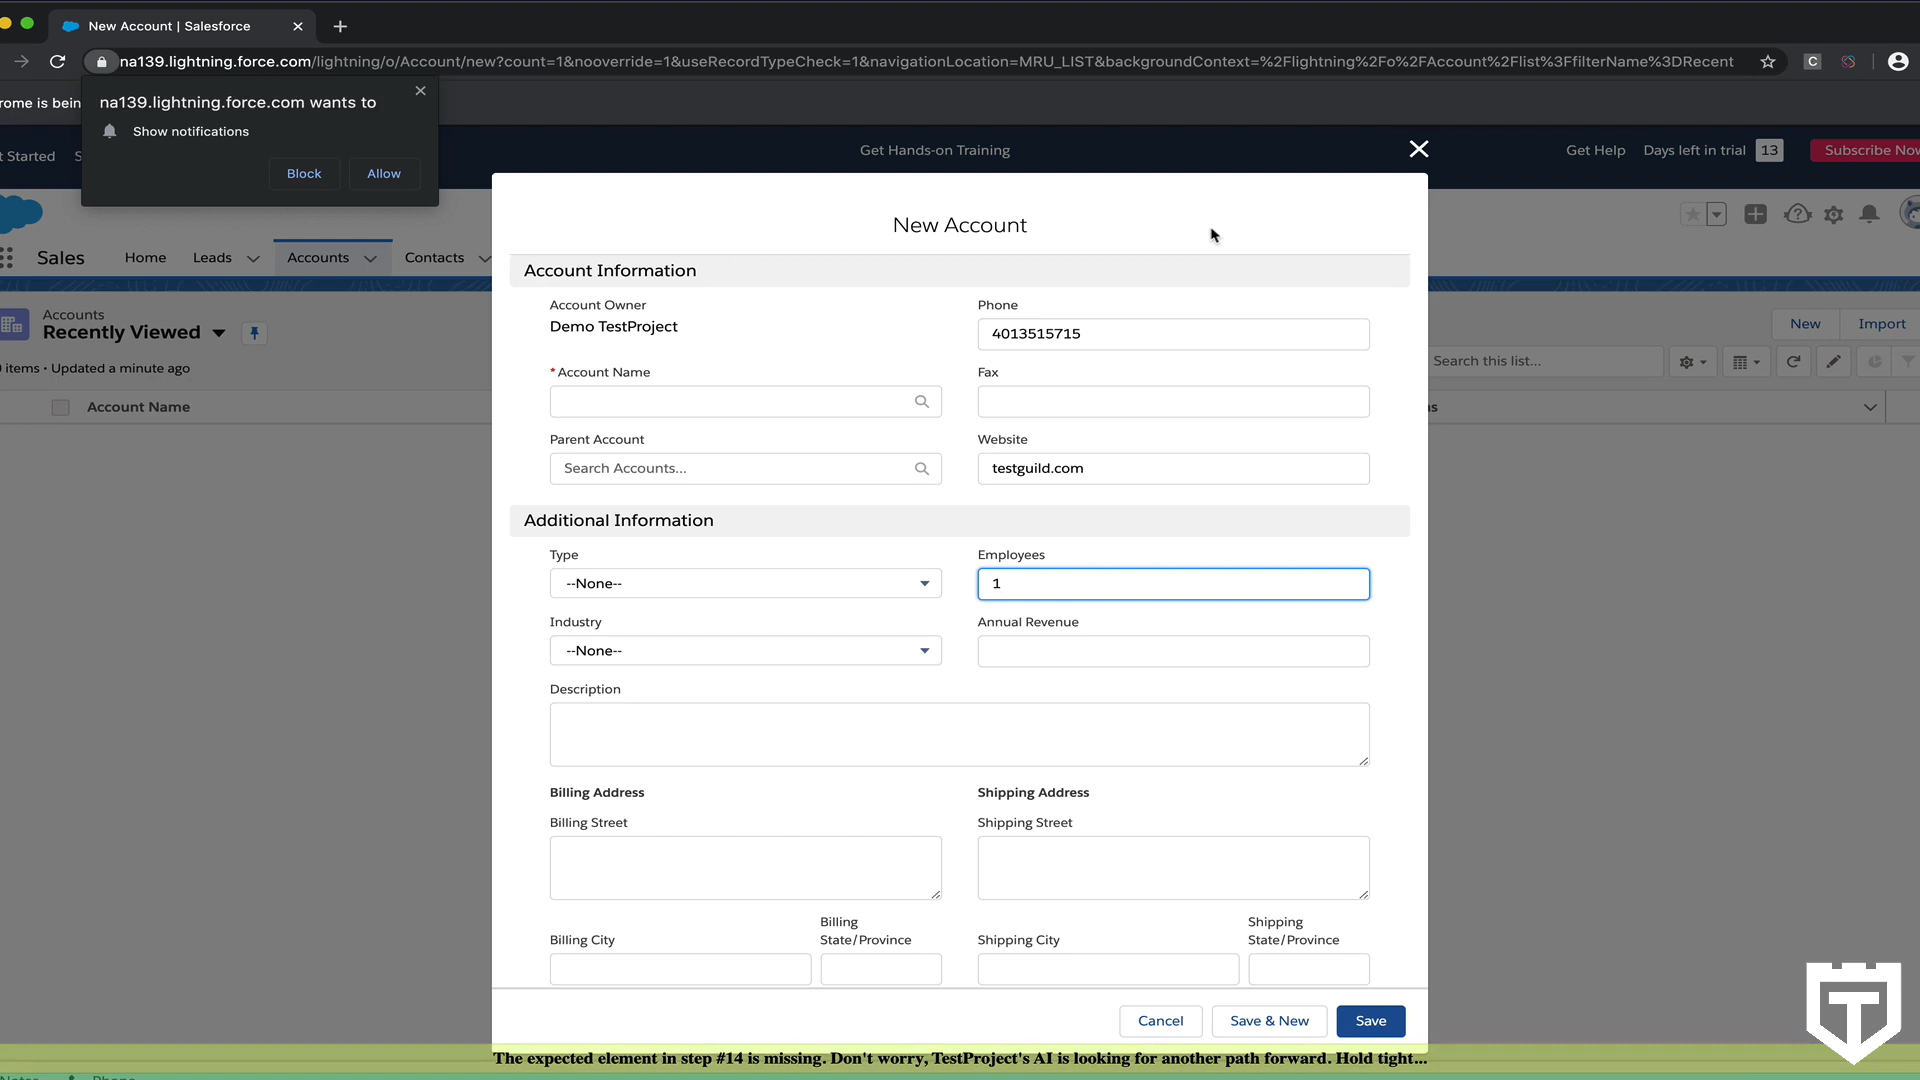 New Account | Salesforce
na139.lightning.force.com/lightning/o/Account/new?count=1&nooverride=1&useRecordTypeCheck=1&navigationLocation=MRU_LIST&backgroundContext=%2Flightning%2Fo%2FAccount%2Flist%3FfilterName%3DRecent
C
rome is bein
na139.lightning.force.com wants to
Show notifications
Block
Allow
t Started
S
Get Hands-on Training
Get Help
Days left in trial 13
Subscribe Now
Sales
Home
Leads
Accounts
Contacts
Accounts
Recently Viewed
items • Updated a minute ago
New
Import
Search this list...
Account Name
ns
New Account
Account Information
Account Owner
Demo TestProject
Phone
4013515715
*Account Name
Fax
Parent Account
Search Accounts...
Website
testguild.com
Additional Information
Type
--None--
Employees
1
Industry
--None--
Annual Revenue
Description
Billing Address
Shipping Address
Billing Street
Shipping Street
Billing City
Billing
State/Province
Shipping City
Shipping
State/Province
Cancel
Save & New
Save
The expected element in step #14 is missing. Don't worry, TestProject's AI is looking for another path forward. Hold tight...
T